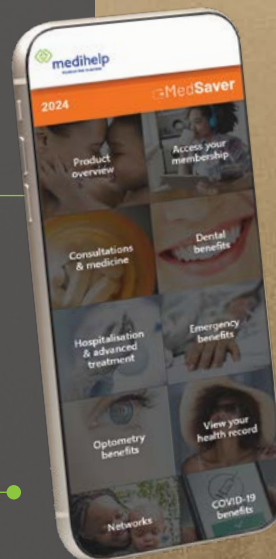 medihelp
2024
MedSaver
Product
overview
Access your
membership
Consultations
& medicine
Dental
benefits
Hospitalisation
& advanced
treatment
Emergency
benefits
Optometry
benefits
View your
health record
Networks
COVID-19
benefits